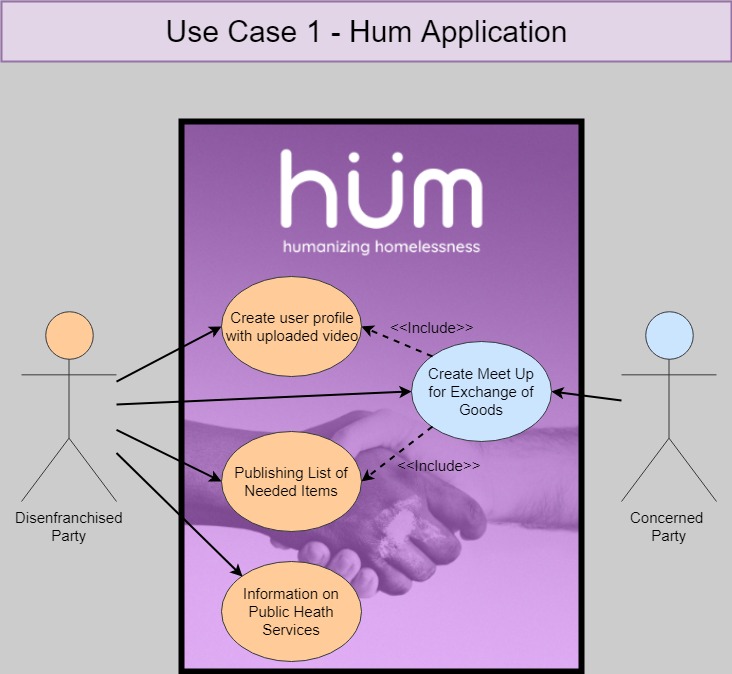 Use Case 1 - Hum Application
hüm
humanizing homelessness
Create user profile
with uploaded video
<<Include>>
Create Meet Up
for Exchange of
Goods
<<Include>>
Publishing List of
Needed Items
Disenfranchised
Party
Concerned
Party
Information on
Public Heath
Services